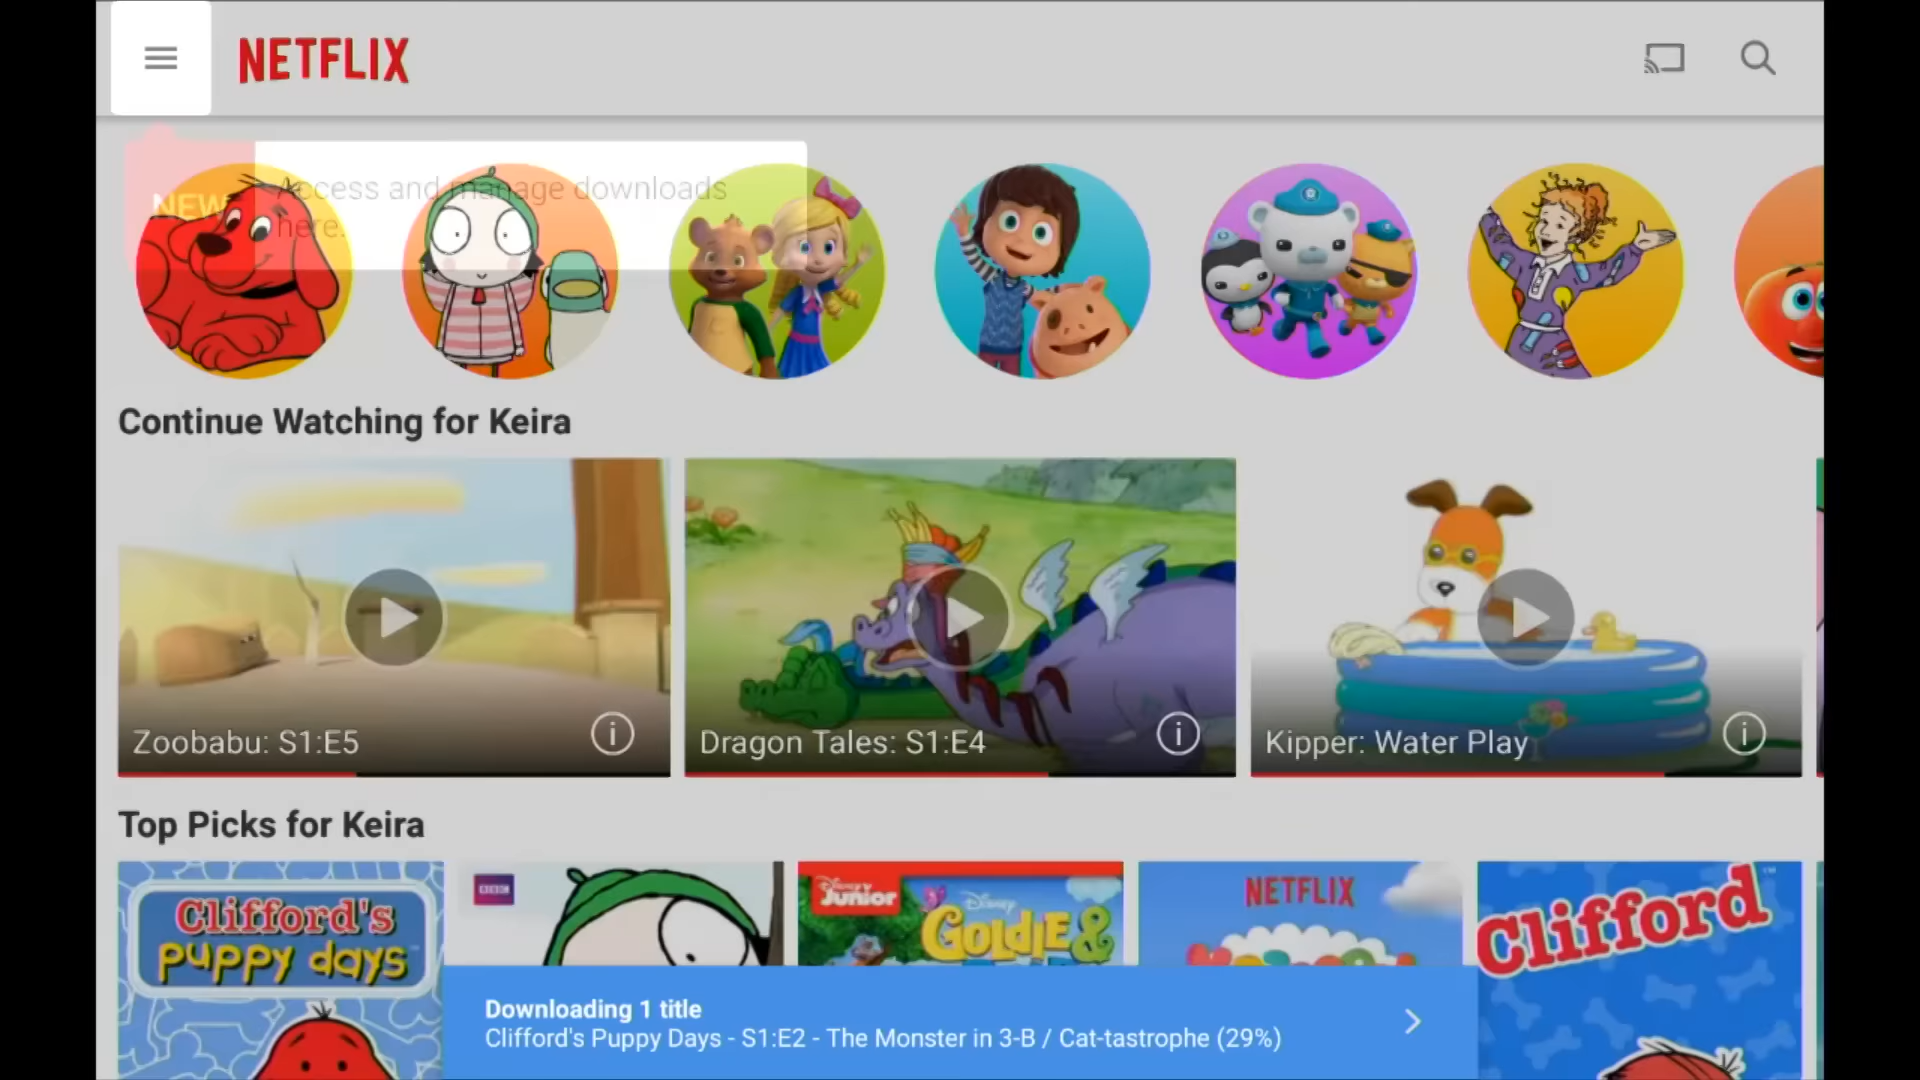 NETFLIX
NEW
Access and manage downloads
here.
Continue Watching for Keira
Zoobabu: S1:E5
Dragon Tales: S1:E4
Kipper: Water Play
Top Picks for Keira
Clifford's
puppy days
BBC
Disney
Junior
Disney
GOLDIE &
NETFLIX
Clifford
Downloading 1 title
Clifford's Puppy Days - S1:E2 - The Monster in 3-B / Cat-tastrophe (29%)